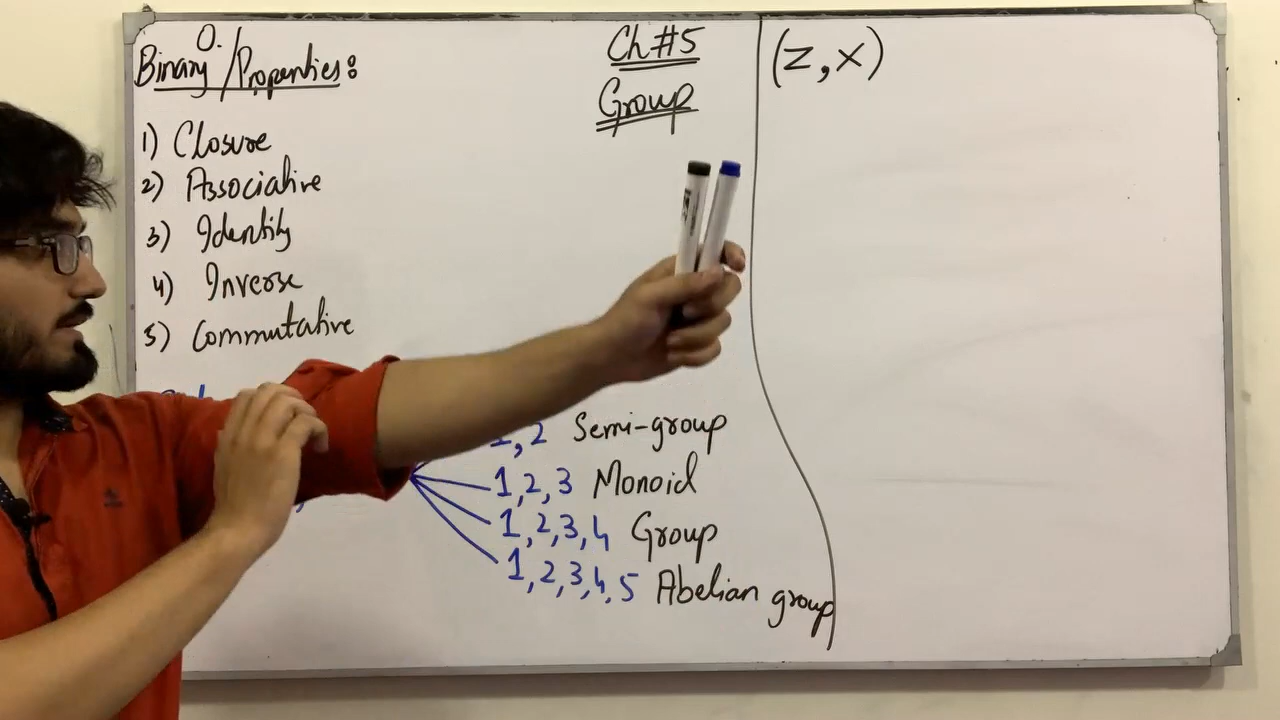 Binary O. / Properties:
1) Closure
2) Associative
3) Identity
4) Inverse
5) Commutative
Ch #5
Group
1,2 Semi-group
1,2,3 Monoid
1,2,3,4 Group
1,2,3,4,5 Abelian group
(Z,×)